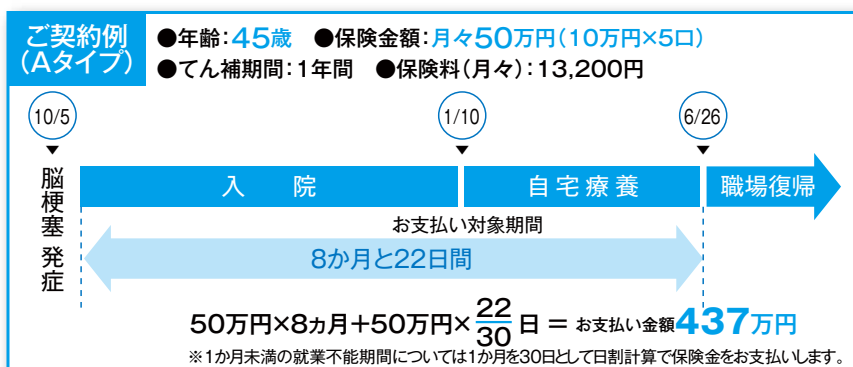 ご契約例
(Aタイプ)
●年齢:45歳 ●保険金額:月々50万円(10万円×5口)
●てん補期間:1年間 ●保険料(月々):13,200円
10/5
1/10
6/26
脳梗塞発症
入院
自宅療養
職場復帰
お支払い対象期間
8か月と22日間
50万円×8ヵ月+50万円×22/30日 = お支払い金額437万円
※1か月未満の就業不能期間については1か月を30日として日割計算で保険金をお支払いします。